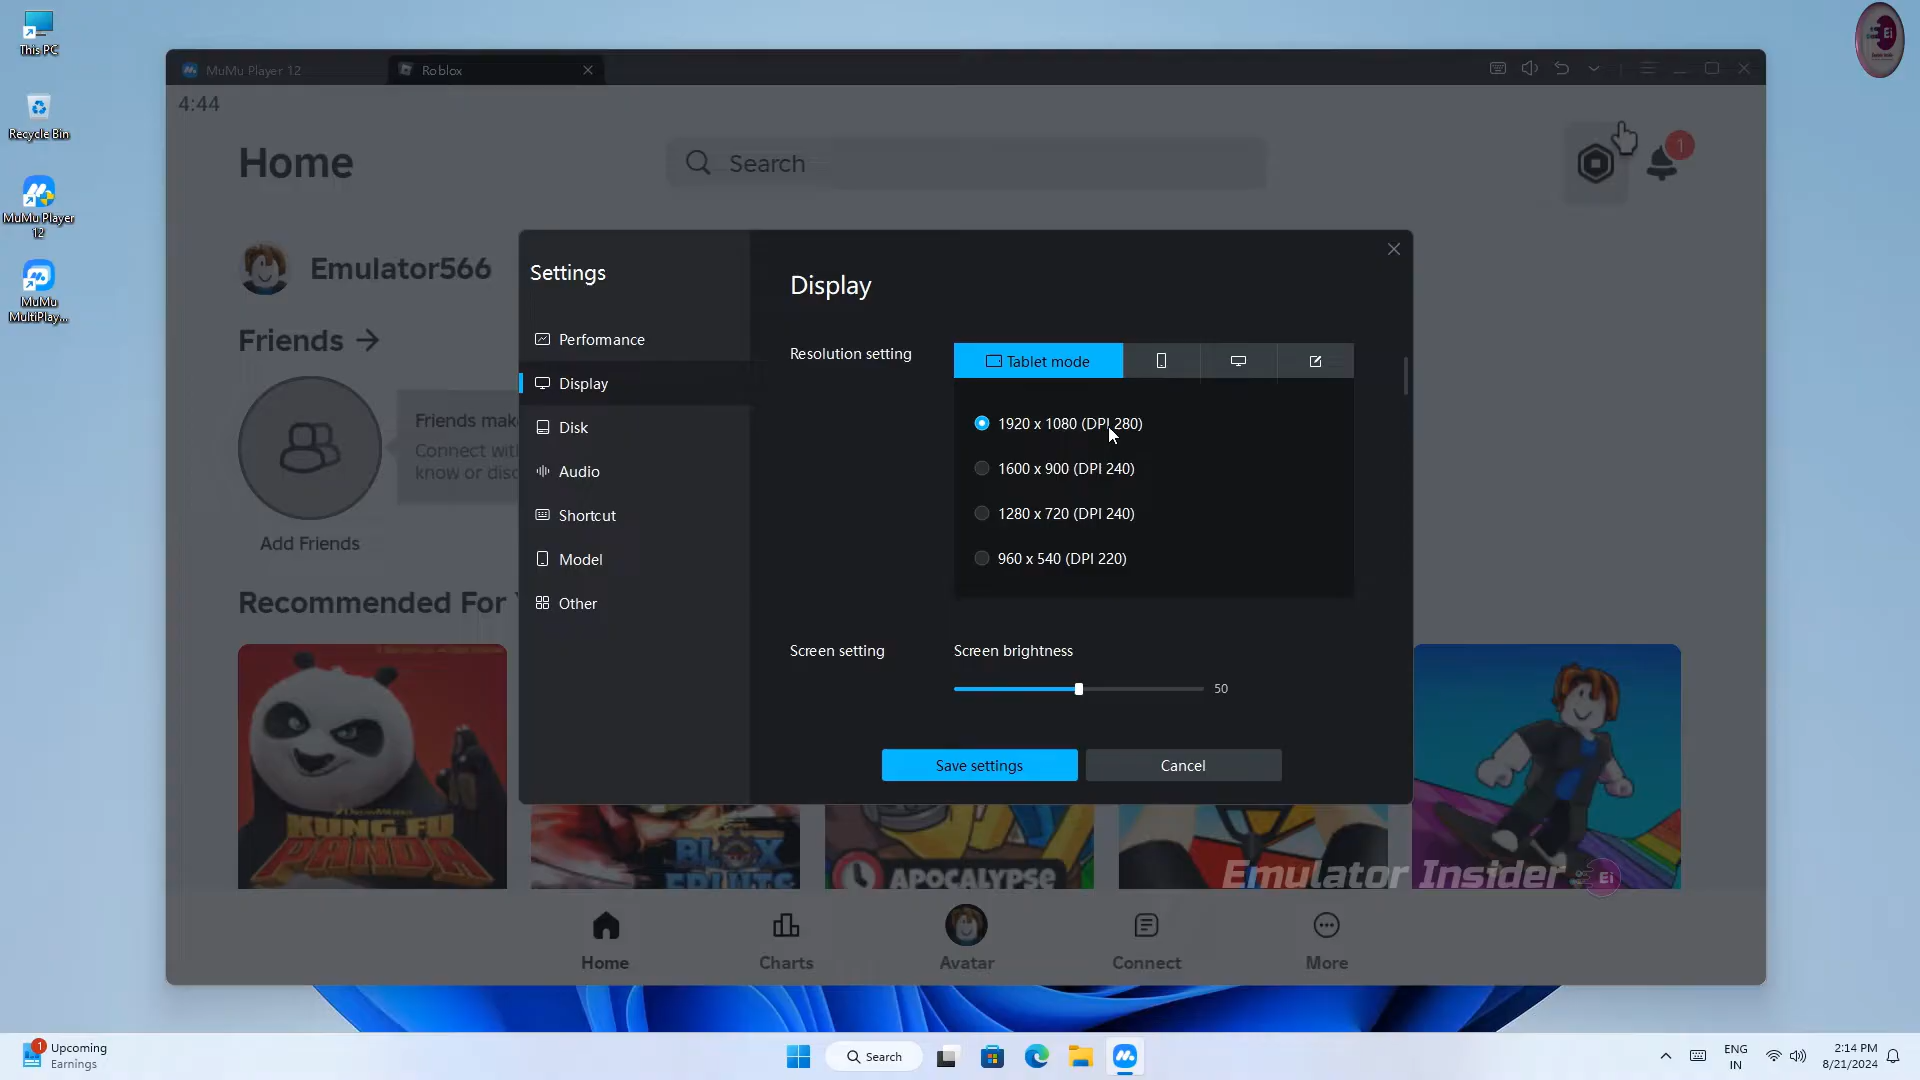 This PC
Recycle Bin
MuMu Player
12
MuMu
MultiPlay...
Ei
MuMu Player 12
Roblox
4:44
Home
Search
1
Emulator566
Friends
Friends mak
Connect wit
know or disc
Add Friends
Recommended For
Settings
Performance
Display
Disk
Audio
Shortcut
Model
Other
Display
Resolution setting
Tablet mode
1920 x 1080 (DPI 280)
1600 x 900 (DPI 240)
1280 x 720 (DPI 240)
960 x 540 (DPI 220)
Screen setting
Screen brightness
50
Save settings
Cancel
KUNG FU
PANDA
BLOX
FRUITS
APOCALYPSE
Emulator Insider
Ei
Home
Charts
Avatar
Connect
More
1
Upcoming
Earnings
Search
ENG
IN
2:14 PM
8/21/2024